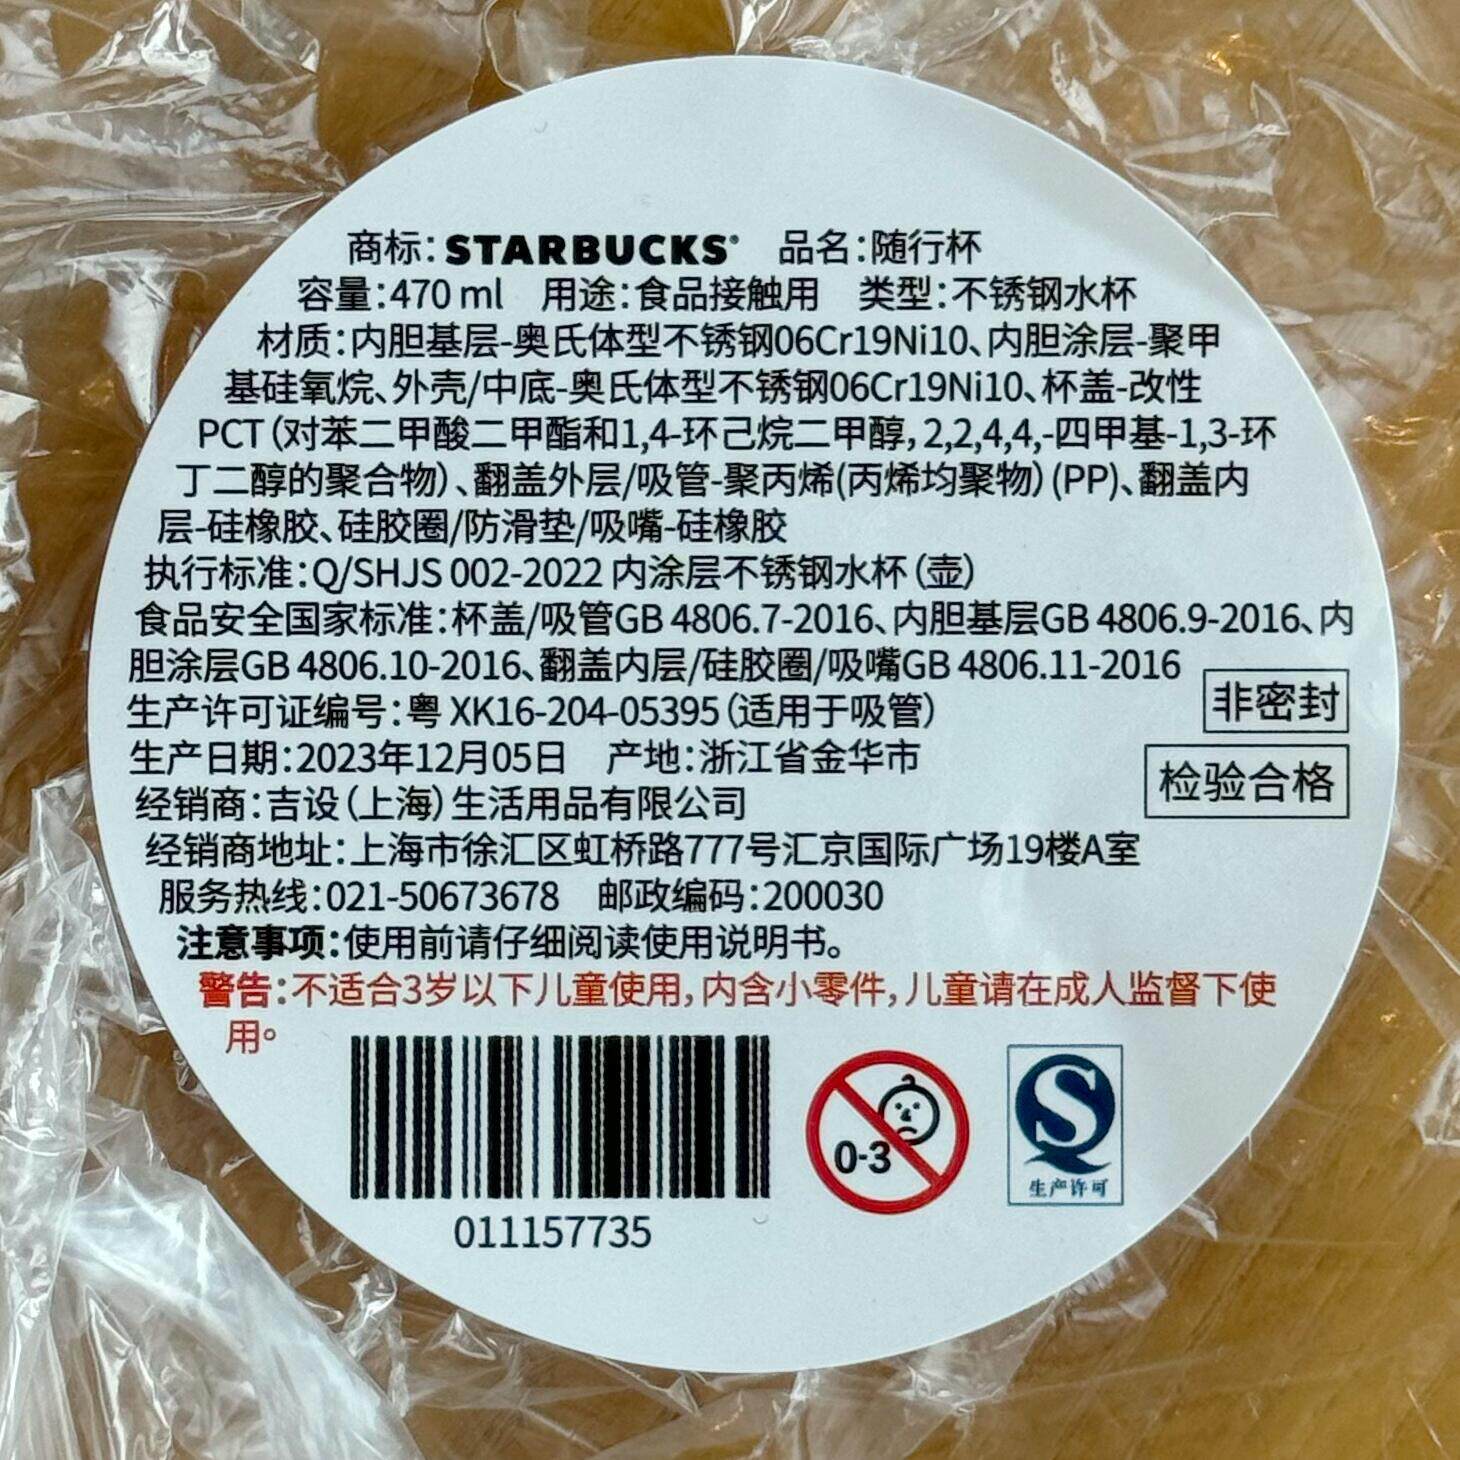 商标：STARBUCKS® 品名：随行杯
容量：470 ml 用途：食品接触用 类型：不锈钢水杯
材质：内胆基层-奥氏体型不锈钢06Cr19Ni10、内胆涂层-聚甲
基硅氧烷、外壳/中底-奥氏体型不锈钢06Cr19Ni10、杯盖-改性
PCT（对苯二甲酸二甲酯和1,4-环己烷二甲醇，2,2,4,4,-四甲基-1,3-环
丁二醇的聚合物）、翻盖外层/吸管-聚丙烯(丙烯均聚物）(PP)、翻盖内
层-硅橡胶、硅胶圈/防滑垫/吸嘴-硅橡胶
执行标准：Q/SHJS 002-2022 内涂层不锈钢水杯（壶）
食品安全国家标准：杯盖/吸管GB 4806.7-2016、内胆基层GB 4806.9-2016、内
胆涂层GB 4806.10-2016、翻盖内层/硅胶圈/吸嘴GB 4806.11-2016
生产许可证编号：粤 XK16-204-05395（适用于吸管）
非密封
生产日期：2023年12月05日 产地：浙江省金华市
检验合格
经销商：吉设（上海）生活用品有限公司
经销商地址：上海市徐汇区虹桥路777号汇京国际广场19楼A室
服务热线：021-50673678 邮政编码：200030
注意事项：使用前请仔细阅读使用说明书。
警告：不适合3岁以下儿童使用，内含小零件，儿童请在成人监督下使
用。
0-3
生产许可
011157735